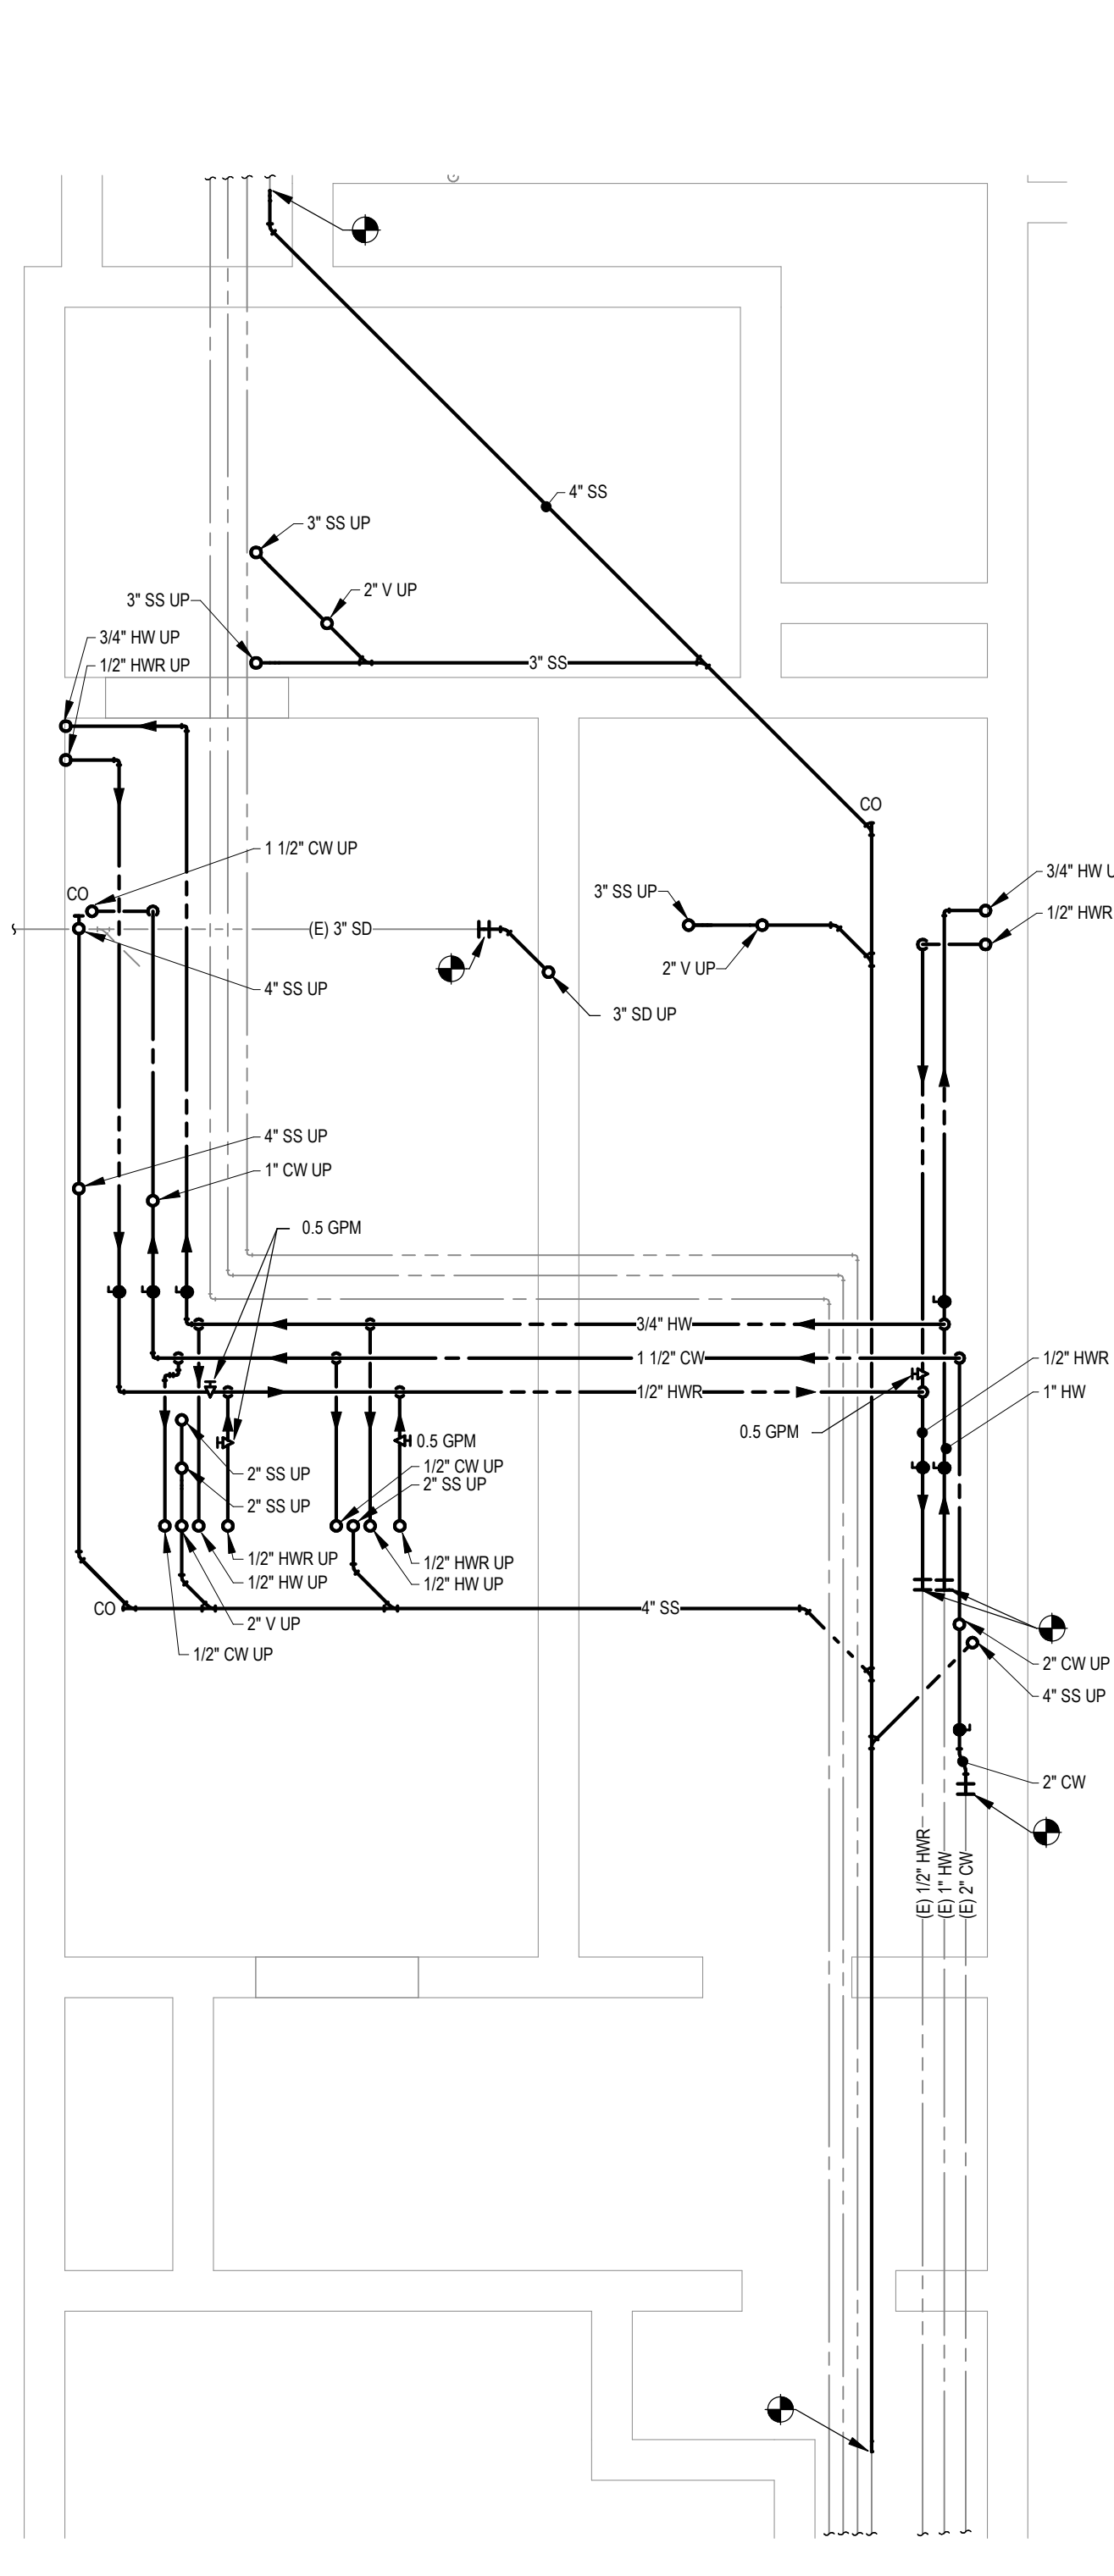 4" SS
3" SS UP
2" V UP
3" SS UP
3/4" HW UP
1/2" HWR UP
3" SS
CO
1 1/2" CW UP
3/4" HW U
CO
3" SS UP
1/2" HWR
(E) 3" SD
2" V UP
4" SS UP
3" SD UP
4" SS UP
1" CW UP
0.5 GPM
3/4" HW
1 1/2" CW
1/2" HWR
1/2" HWR
1" HW
0.5 GPM
0.5 GPM
1/2" CW UP
2" SS UP
2" SS UP
2" SS UP
1/2" HWR UP
1/2" HWR UP
1/2" HW UP
1/2" HW UP
CO
4" SS
2" V UP
1/2" CW UP
2" CW UP
4" SS UP
2" CW
(E) 1/2" HWR
(E) 1" HW
(E) 2" CW